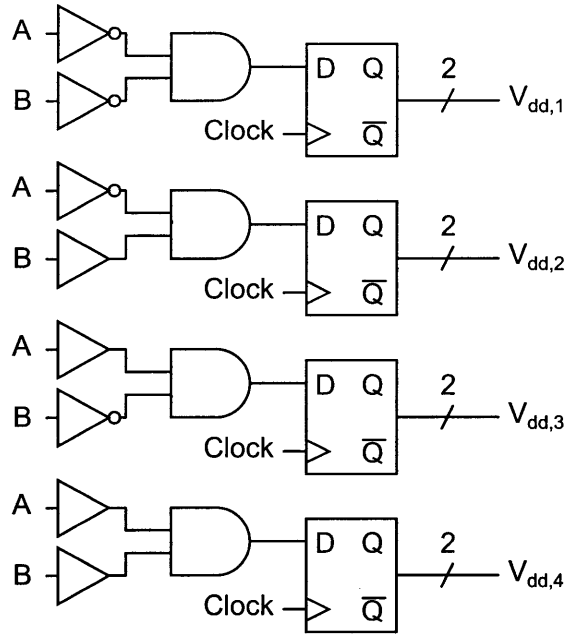 A
B
Clock
D Q
Q̅
2
V_dd,1
A
B
Clock
D Q
Q̅
2
V_dd,2
A
B
Clock
D Q
Q̅
2
V_dd,3
A
B
Clock
D Q
Q̅
2
V_dd,4